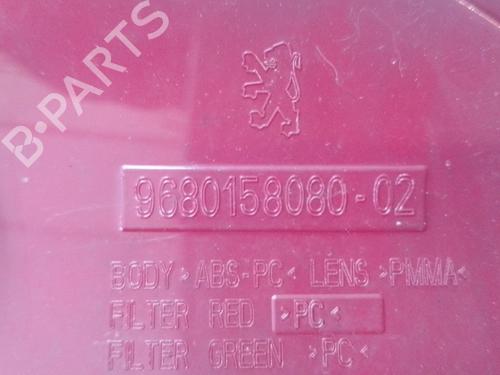 B-PARTS
9680158080-02
BODY >ABS-PC< LENS >PMMA<
FILTER RED >PC<
FILTER GREEN >PC<